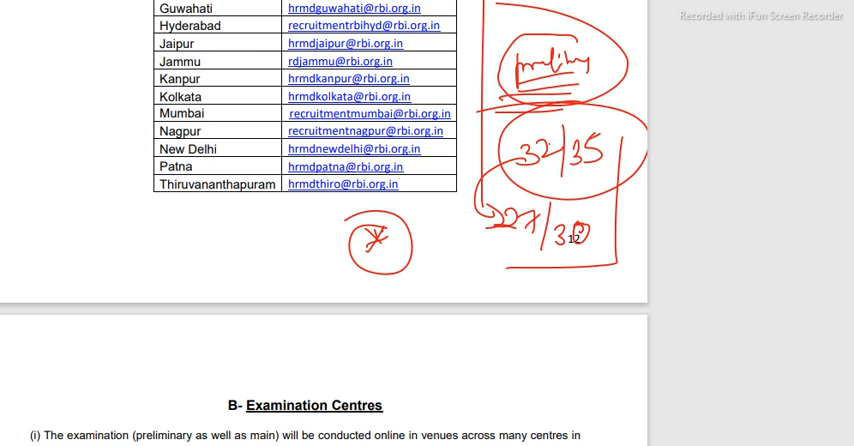 Recorded with iFun Screen Recorder
Guwahati hrmdguwahati@rbi.org.in
Hyderabad recruitmentrbihyd@rbi.org.in
Jaipur hrmdjaipur@rbi.org.in
Jammu rdjammu@rbi.org.in
Kanpur hrmdkanpur@rbi.org.in
Kolkata hrmdkolkata@rbi.org.in
Mumbai recruitmentmumbai@rbi.org.in
Nagpur recruitmentnagpur@rbi.org.in
New Delhi hrmdnewdelhi@rbi.org.in
Patna hrmdpatna@rbi.org.in
Thiruvananthapuram hrmdthiro@rbi.org.in
32/35
12
B- Examination Centres
(i) The examination (preliminary as well as main) will be conducted online in venues across many centres in